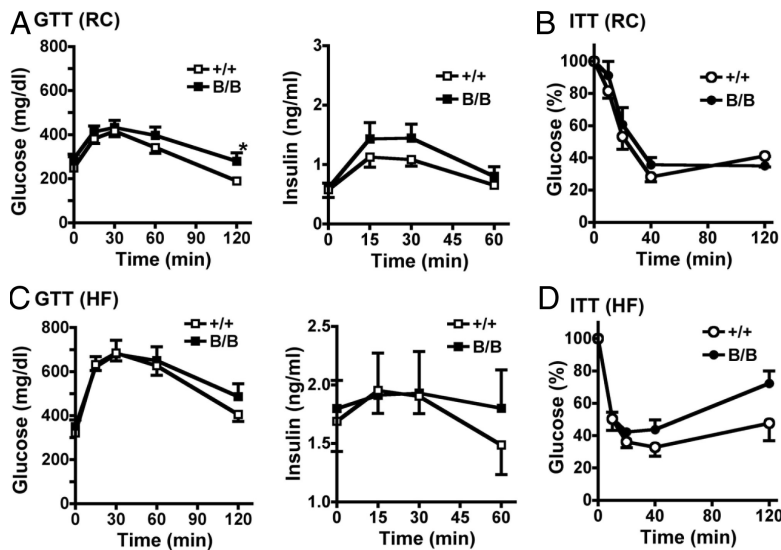 A GTT (RC)
800
600
400
200
0
Glucose (mg/dl)
+/+
B/B
*
0 30 60 90 120
Time (min)
3
2
1
0
Insulin (ng/ml)
+/+
B/B
0 15 30 45 60
Time (min)
B ITT (RC)
100
80
60
40
20
0
Glucose (%)
+/+
B/B
0 40 80 120
Time (min)
C GTT (HF)
800
600
400
200
0
Glucose (mg/dl)
+/+
B/B
0 30 60 90 120
Time (min)
2.5
2.0
1.5
1.0
Insulin (ng/ml)
+/+
B/B
0 15 30 45 60
Time (min)
D ITT (HF)
100
80
60
40
20
0
Glucose (%)
+/+
B/B
0 40 80 120
Time (min)